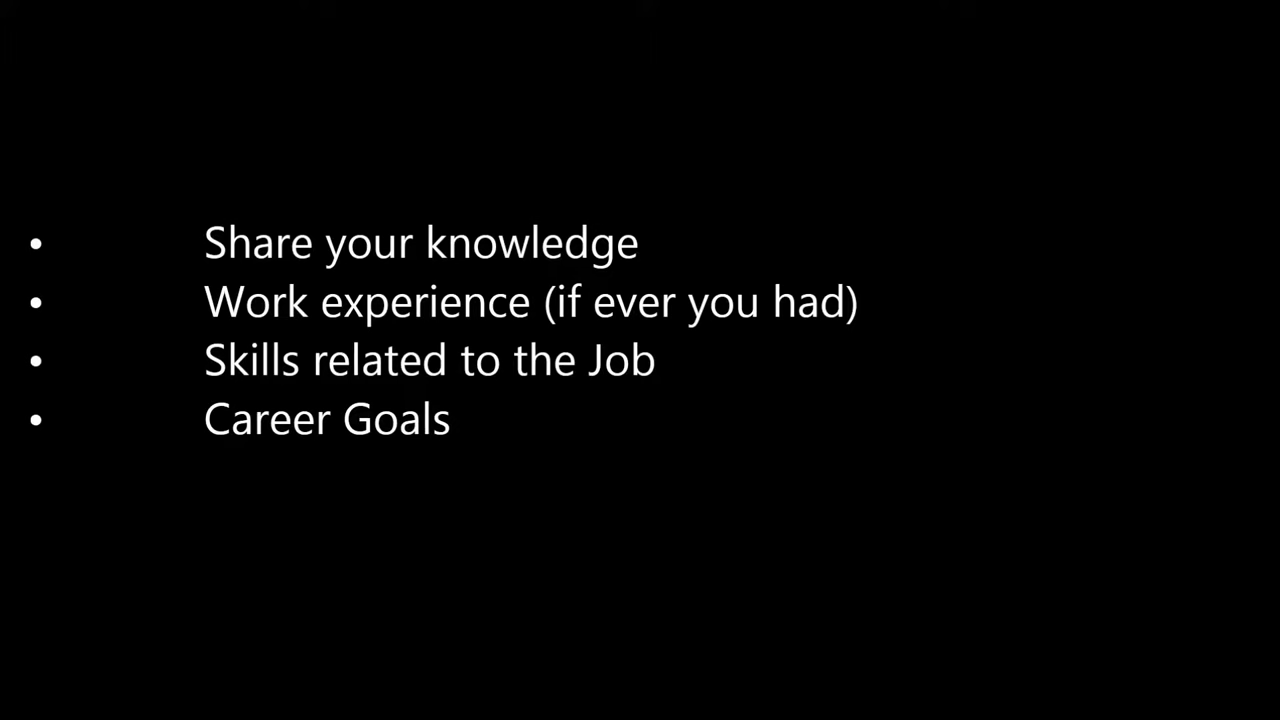 • Share your knowledge
• Work experience (if ever you had)
• Skills related to the Job
• Career Goals